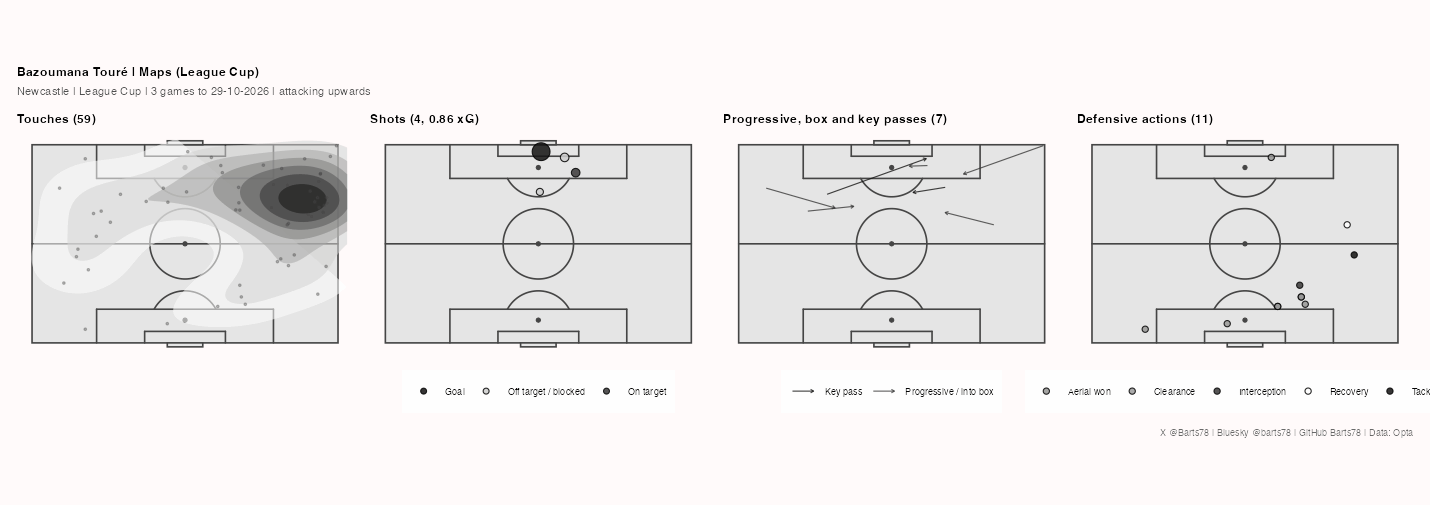 Bazoumana Touré | Maps (League Cup)
Newcastle | League Cup | 3 games to 29-10-2026 | attacking upwards
Touches (59)
Shots (4, 0.86 xG)
Progressive, box and key passes (7)
Defensive actions (11)
Goal
Off target / blocked
On target
Key pass
Progressive / into box
Aerial won
Clearance
Interception
Recovery
Tack
X @Barts78 | Bluesky @barts78 | GitHub Barts78 | Data: Opta